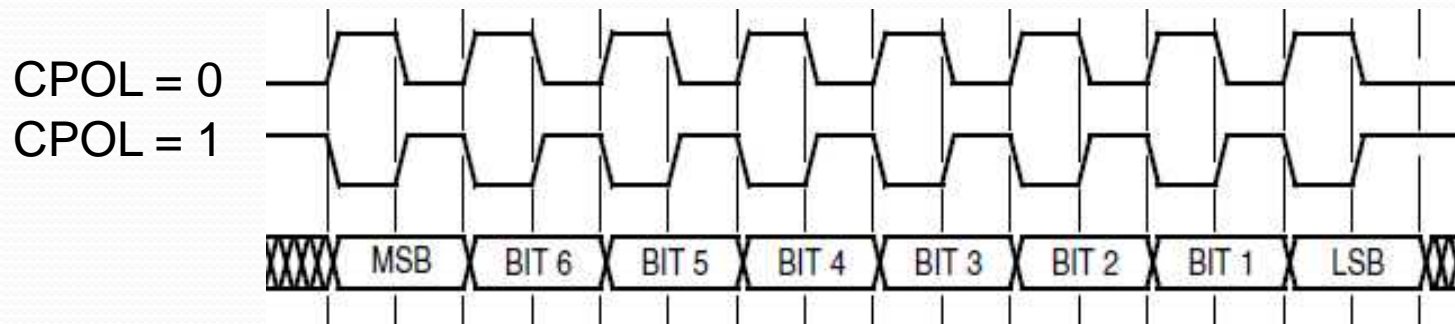 CPOL = 0
CPOL = 1
MSB BIT 6 BIT 5 BIT 4 BIT 3 BIT 2 BIT 1 LSB